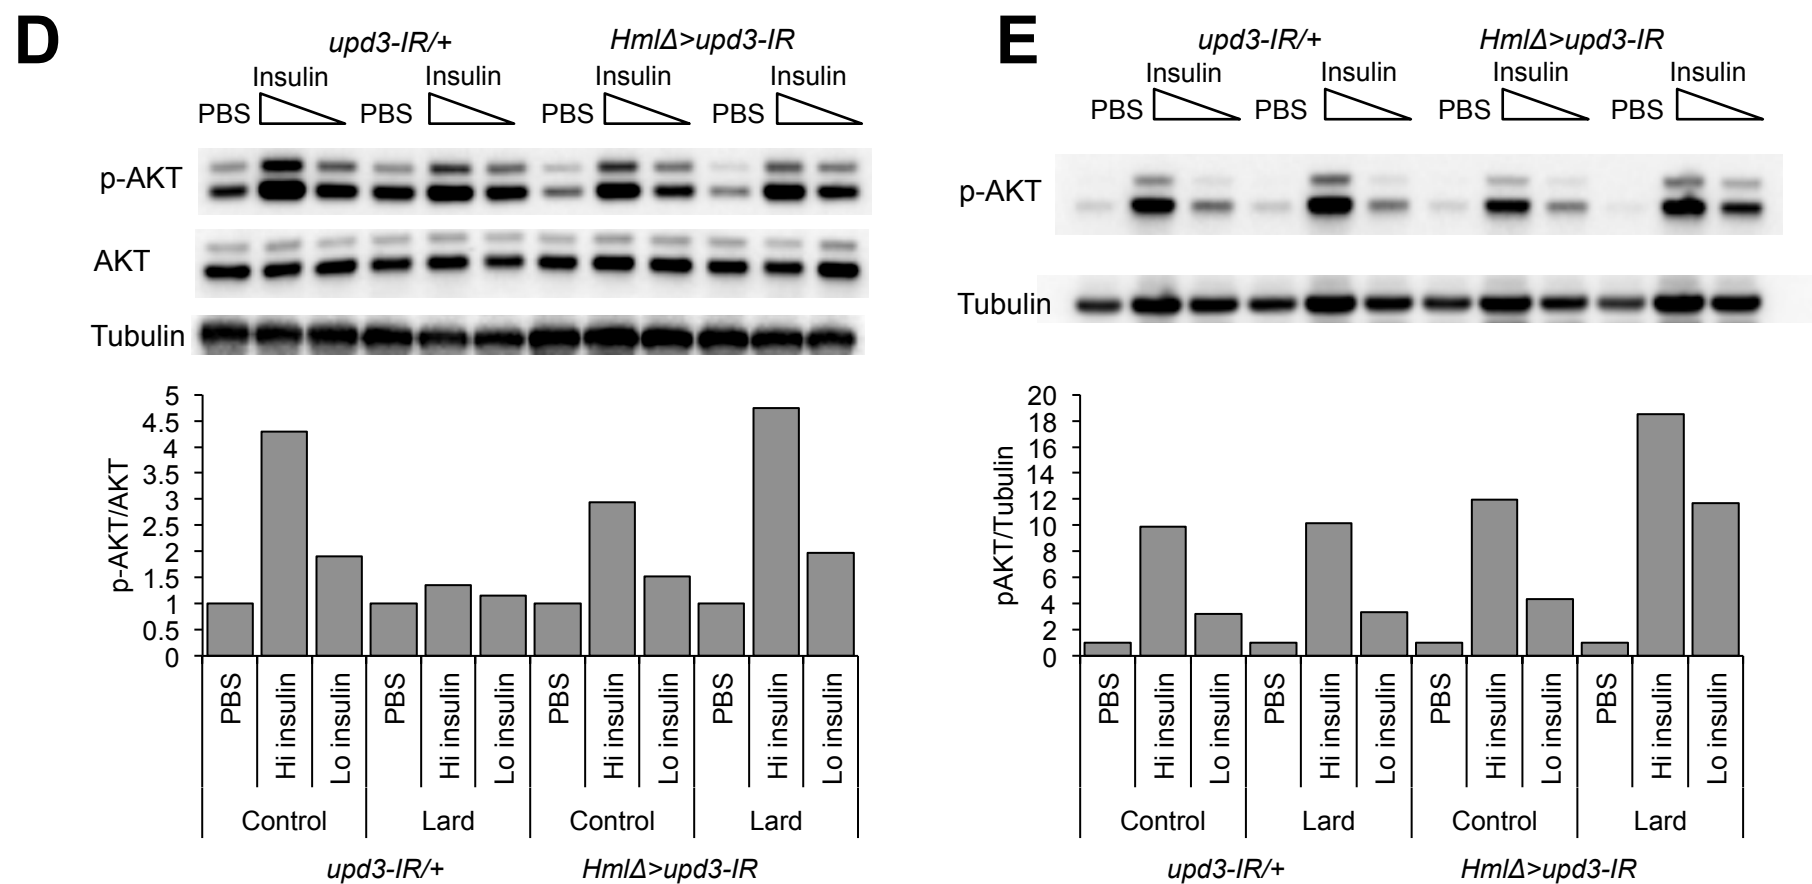 D
upd3-IR/+ HmlΔ>upd3-IR
Insulin Insulin Insulin Insulin
PBS PBS PBS PBS
p-AKT
AKT
Tubulin
p-AKT/AKT
5
4.5
4
3.5
3
2.5
2
1.5
1
0.5
0
PBS Hi insulin Lo insulin PBS Hi insulin Lo insulin PBS Hi insulin Lo insulin PBS Hi insulin Lo insulin
Control Lard Control Lard
upd3-IR/+ HmlΔ>upd3-IR
E
upd3-IR/+ HmlΔ>upd3-IR
Insulin Insulin Insulin Insulin
PBS PBS PBS PBS
p-AKT
Tubulin
pAKT/Tubulin
20
18
16
14
12
10
8
6
4
2
0
PBS Hi insulin Lo insulin PBS Hi insulin Lo insulin PBS Hi insulin Lo insulin PBS Hi insulin Lo insulin
Control Lard Control Lard
upd3-IR/+ HmlΔ>upd3-IR